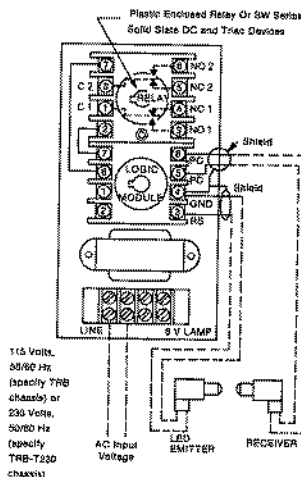 Plastic Enclosed Relay Or SW Series
Solid State DC and Triac Devices
7
8
NO 2
C 2
6
RELAY
5
NC 2
C 1
1
4
NC 1
2
3
NO 1
Shield
7
6
PC
8
LOGIC
MODULE
5
PC
Shield
1
4
GND
2
3
RS
LINE
6 V LAMP
115 Volts,
50/60 Hz
(specify TRB
chassis) or
230 Volts,
50/60 Hz
(specify
TRB-T230
chassis)
AC Input
Voltage
LED
EMITTER
RECEIVER